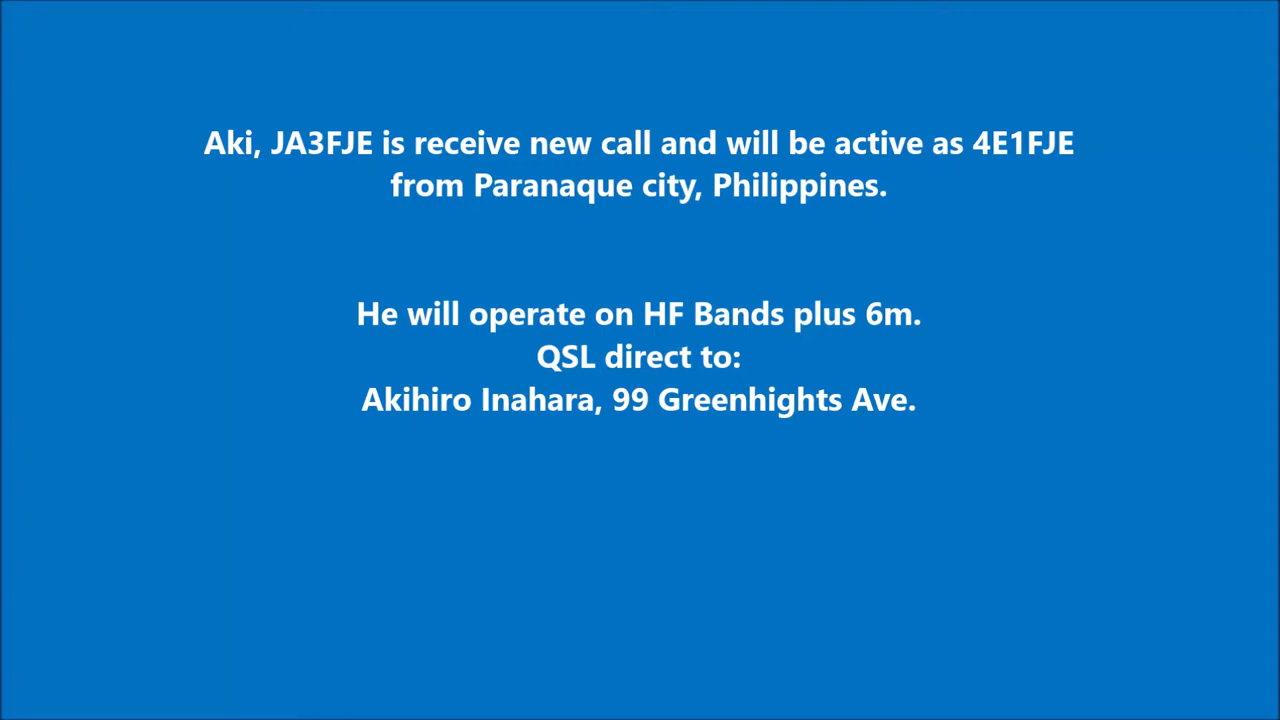 Aki, JA3FJE is receive new call and will be active as 4E1FJE
from Paranaque city, Philippines.
He will operate on HF Bands plus 6m.
QSL direct to:
Akihiro Inahara, 99 Greenhights Ave.